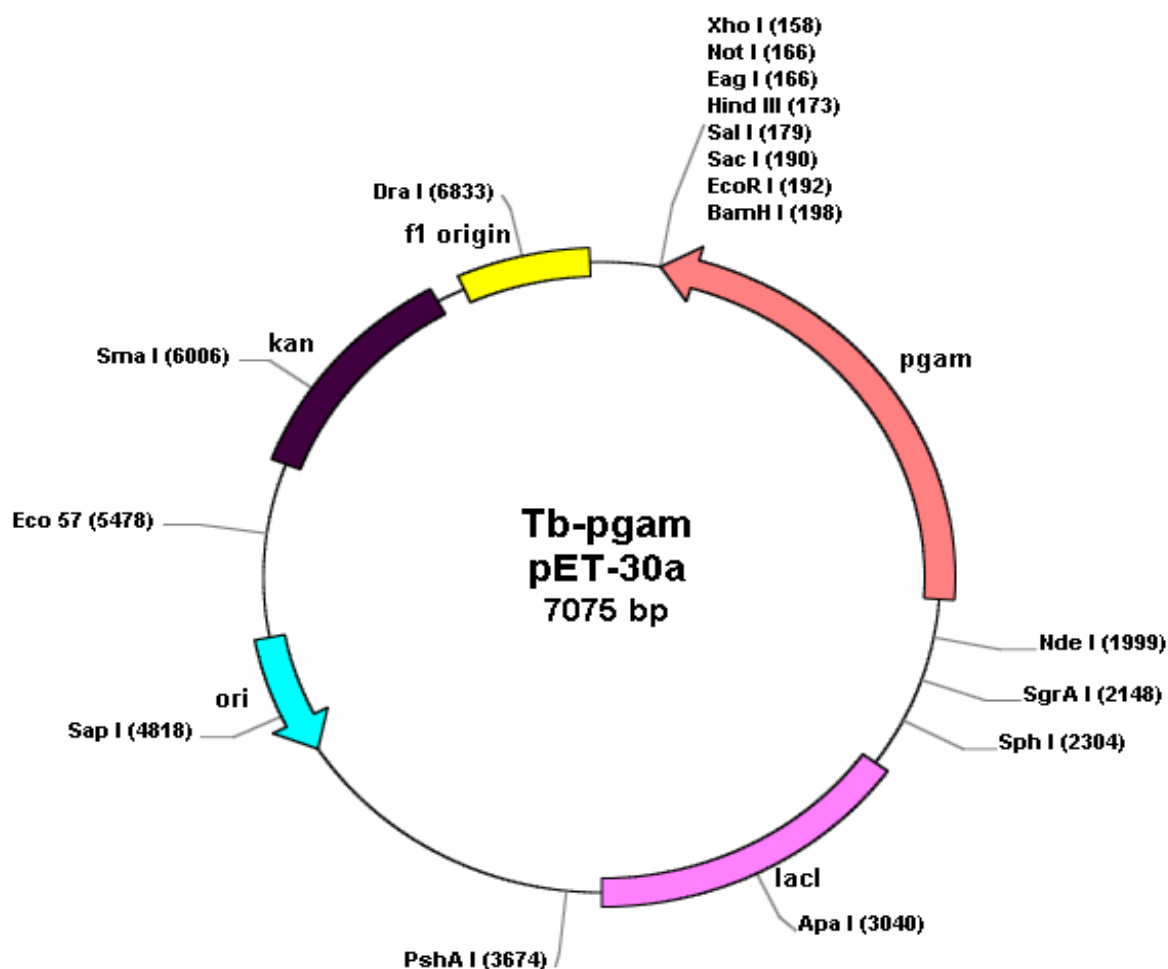 Xho I (158)
Not I (166)
Eag I (166)
Hind III (173)
Sal I (179)
Sac I (190)
EcoR I (192)
BamH I (198)
Dra I (6833)
f1 origin
kan
Sma I (6006)
pgam
Eco 57 (5478)
Tb-pgam
pET-30a
7075 bp
Nde I (1999)
SgrA I (2148)
ori
Sap I (4818)
Sph I (2304)
lacI
Apa I (3040)
PshA I (3674)